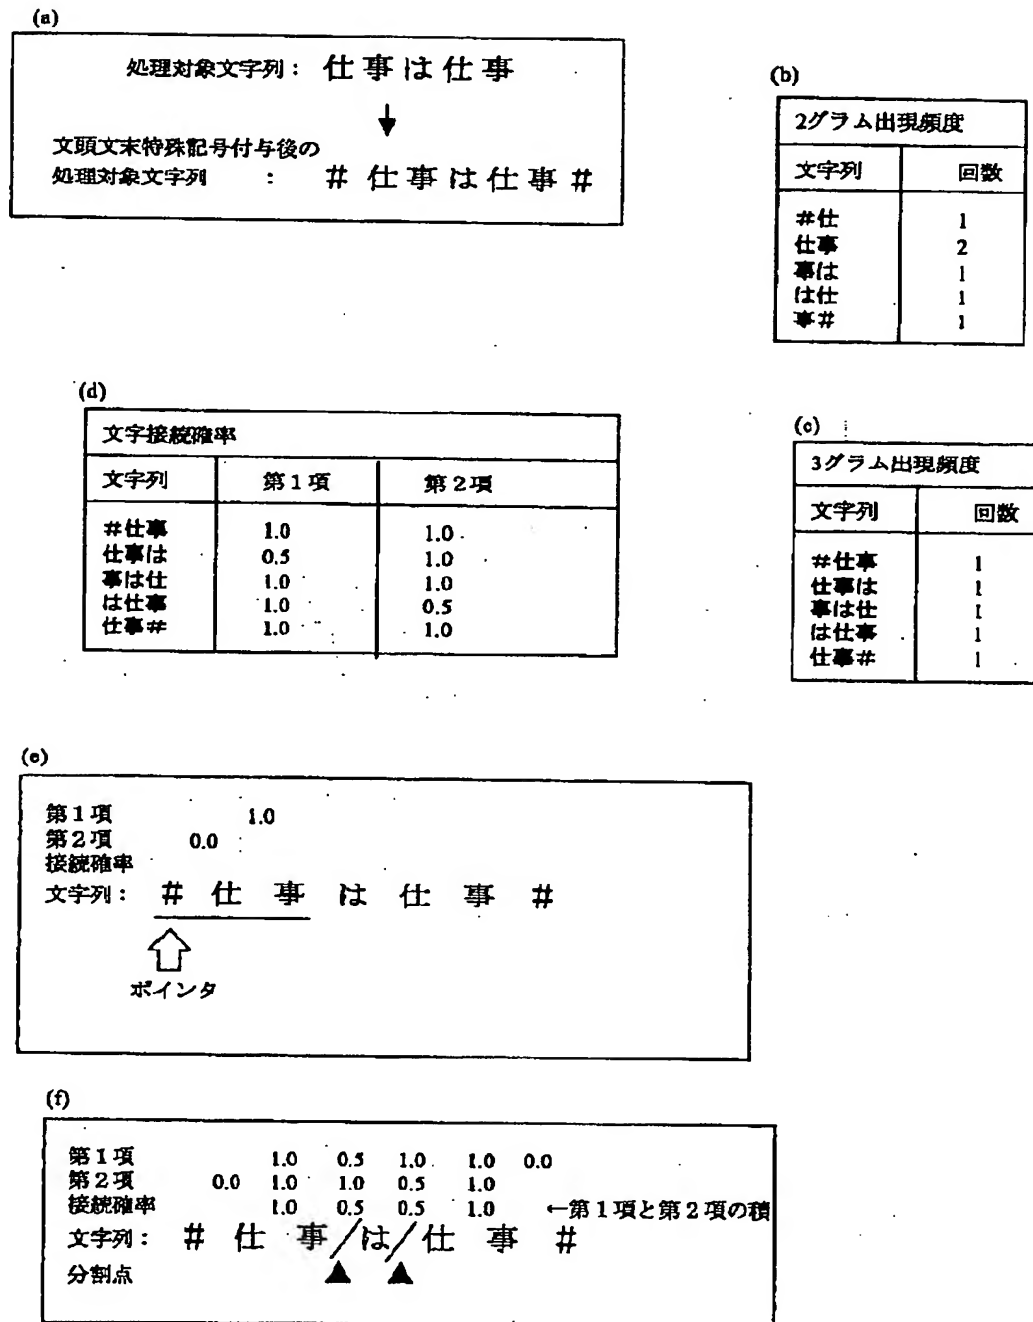 (a)
処理対象文字列： 仕事は仕事
文頭文末特殊記号付与後の
処理対象文字列 ： ＃仕事は仕事＃
(b)
2グラム出現頻度
文字列 回数
＃仕 1
仕事 2
事は 1
は仕 1
事＃ 1
(d)
文字接続確率
文字列 第１項 第２項
＃仕事 1.0 1.0
仕事は 0.5 1.0
事は仕 1.0 1.0
は仕事 1.0 0.5
仕事＃ 1.0 1.0
(c)
3グラム出現頻度
文字列 回数
＃仕事 1
仕事は 1
事は仕 1
は仕事 1
仕事＃ 1
(e)
第１項 1.0
第２項 0.0
接続確率
文字列： ＃ 仕 事 は 仕 事 ＃
ポインタ
(f)
第１項 1.0 0.5 1.0 1.0 0.0
第２項 0.0 1.0 1.0 0.5 1.0
接続確率 1.0 0.5 0.5 1.0 ←第１項と第２項の積
文字列： ＃ 仕 事／は／仕 事 ＃
分割点 ▲ ▲